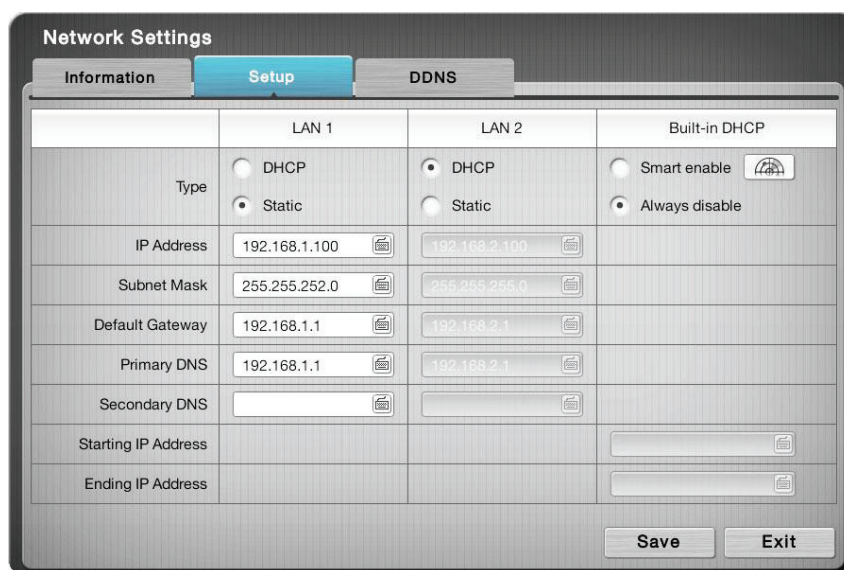 Network Settings
Information Setup DDNS
LAN 1 LAN 2 Built-in DHCP
Type DHCP DHCP Smart enable
Static Static Always disable
IP Address 192.168.1.100 192.168.2.100
Subnet Mask 255.255.252.0 255.255.255.0
Default Gateway 192.168.1.1 192.168.2.1
Primary DNS 192.168.1.1 192.168.2.1
Secondary DNS
Starting IP Address
Ending IP Address
Save Exit